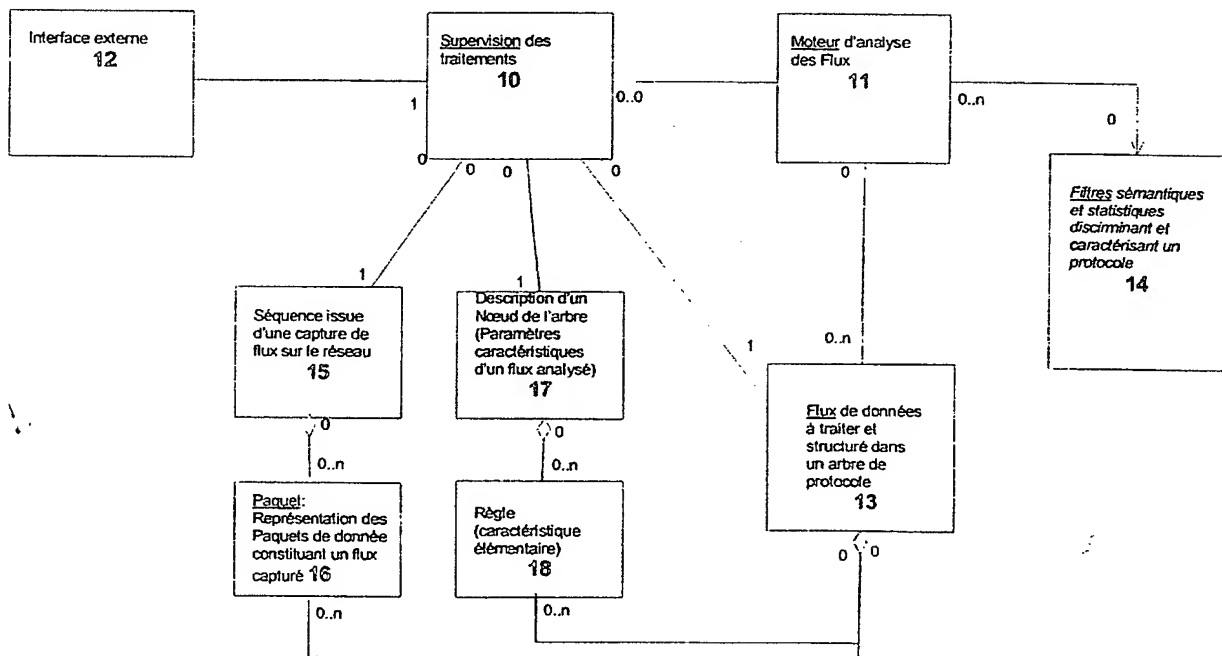 Interface externe
12
Supervision des
traitements
10
Moteur d'analyse
des Flux
11
1
0..0
0..n
0
0
0
0
0
0
Filtres sémantiques
et statistiques
discriminant et
caractérisant un
protocole
14
1
1
1
0..n
Séquence issue
d'une capture de
flux sur le réseau
15
Description d'un
Nœud de l'arbre
(Paramètres
caractéristiques
d'un flux analysé)
17
Flux de données
à traiter et
structuré dans
un arbre de
protocole
13
0
0
0..n
0..n
Paquet:
Représentation des
Paquets de donnée
constituant un flux
capturé 16
Règle
(caractéristique
élémentaire)
18
0
0
0..n
0..n